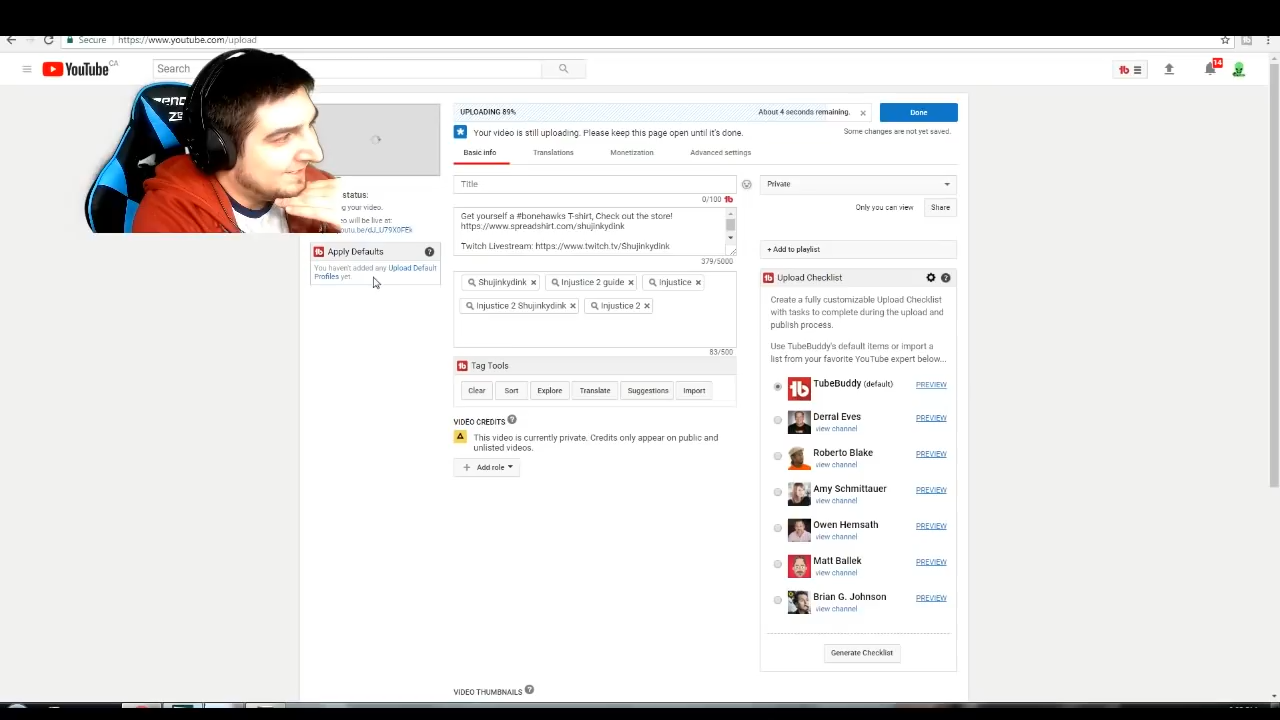 Secure https://www.youtube.com/upload
YouTube CA
Search
14
UPLOADING 89% About 4 seconds remaining.
Done
Your video is still uploading. Please keep this page open until it's done.
Some changes are not yet saved.
Basic info Translations Monetization Advanced settings
Title
0/100
Private
Only you can view Share
status:
ng your video.
eo will be live at:
Get yourself a #bonehawks T-shirt, Check out the store!
https://www.spreadshirt.com/shujinkydink
Twitch Livestream: https://www.twitch.tv/Shujinkydink
379/5000
+ Add to playlist
Apply Defaults
You haven't added any Upload Default
Profiles yet.
Shujinkydink Injustice 2 guide Injustice
Injustice 2 Shujinkydink Injustice 2
83/500
Tag Tools
Clear Sort Explore Translate Suggestions Import
VIDEO CREDITS
This video is currently private. Credits only appear on public and
unlisted videos.
+ Add role
Upload Checklist
Create a fully customizable Upload Checklist
with tasks to complete during the upload and
publish process.
Use TubeBuddy's default items or import a
list from your favorite YouTube expert below...
TubeBuddy (default) PREVIEW
Derral Eves PREVIEW
view channel
Roberto Blake PREVIEW
view channel
Amy Schmittauer PREVIEW
view channel
Owen Hemsath PREVIEW
view channel
Matt Ballek PREVIEW
view channel
Brian G. Johnson PREVIEW
view channel
Generate Checklist
VIDEO THUMBNAILS